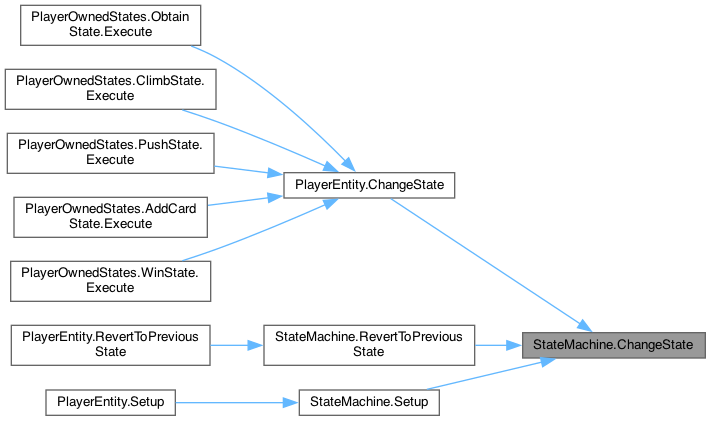 PlayerOwnedStates.Obtain
State.Execute
PlayerOwnedStates.ClimbState.
Execute
PlayerOwnedStates.PushState.
Execute
PlayerEntity.ChangeState
PlayerOwnedStates.AddCard
State.Execute
PlayerOwnedStates.WinState.
Execute
PlayerEntity.RevertToPrevious
State
StateMachine.RevertToPrevious
State
StateMachine.ChangeState
PlayerEntity.Setup
StateMachine.Setup